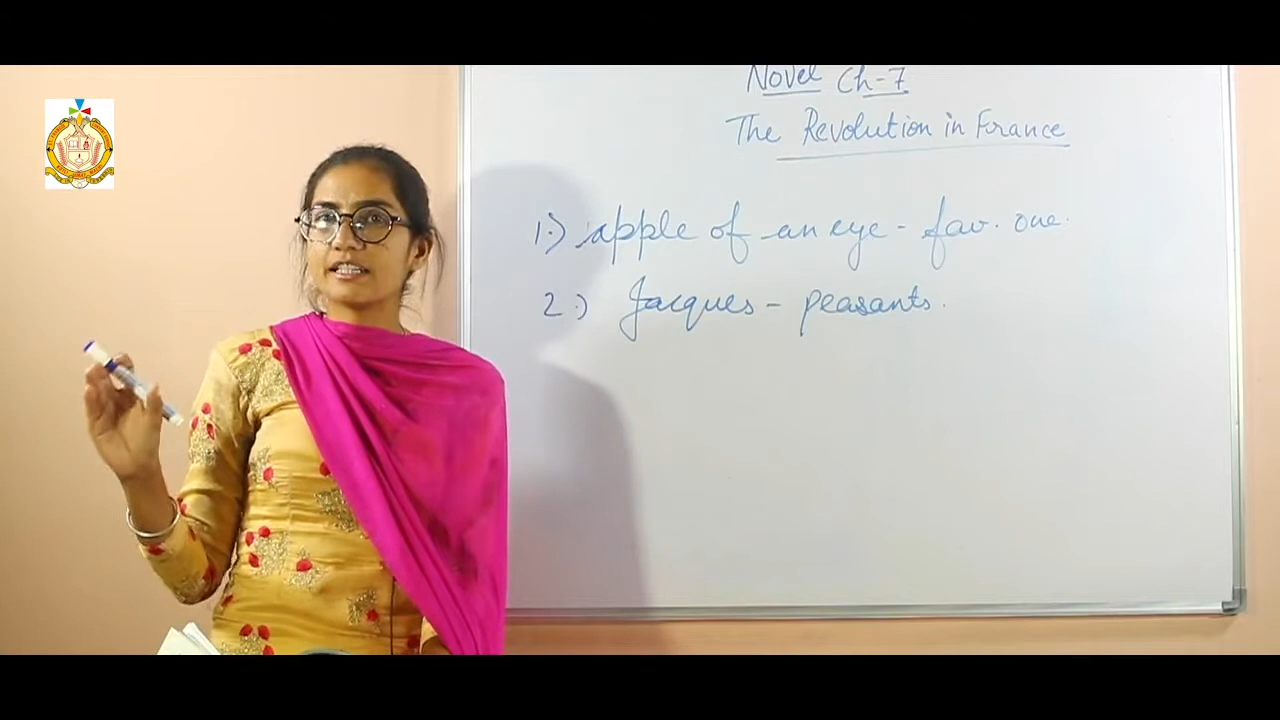 Novel Ch-7
The Revolution in France
1.) apple of an eye - fav. one.
2.) Jacques - peasants.